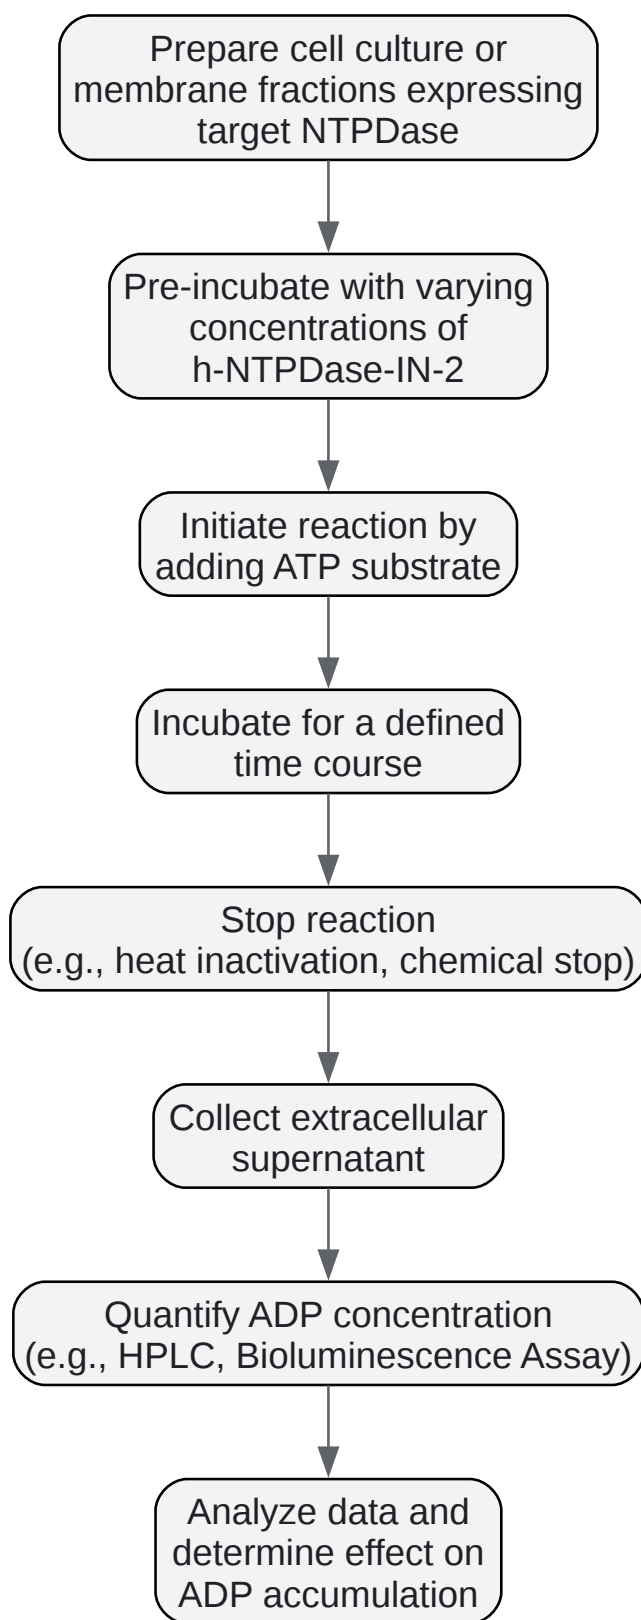 Prepare cell culture or
membrane fractions expressing
target NTPDase
Pre-incubate with varying
concentrations of
h-NTPDase-IN-2
Initiate reaction by
adding ATP substrate
Incubate for a defined
time course
Stop reaction
(e.g., heat inactivation, chemical stop)
Collect extracellular
supernatant
Quantify ADP concentration
(e.g., HPLC, Bioluminescence Assay)
Analyze data and
determine effect on
ADP accumulation